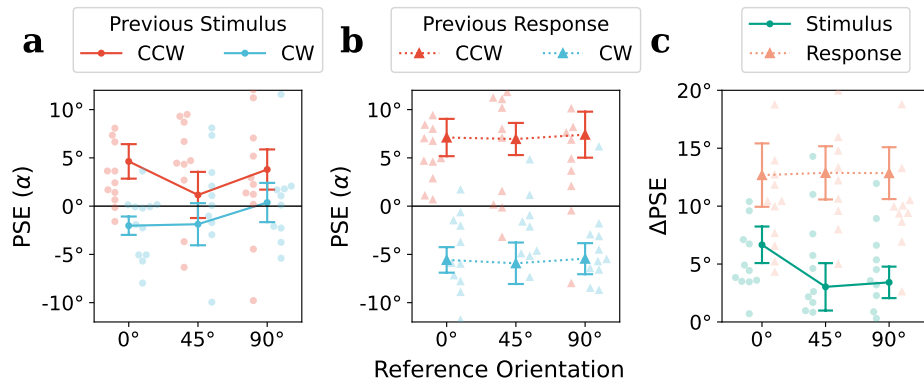 a
Previous Stimulus
CCW
CW
PSE (α)
10°
5°
0°
-5°
-10°
0°
45°
90°
b
Previous Response
CCW
CW
PSE (α)
10°
5°
0°
-5°
-10°
0°
45°
90°
Reference Orientation
c
Stimulus
Response
ΔPSE
20°
15°
10°
5°
0°
0°
45°
90°